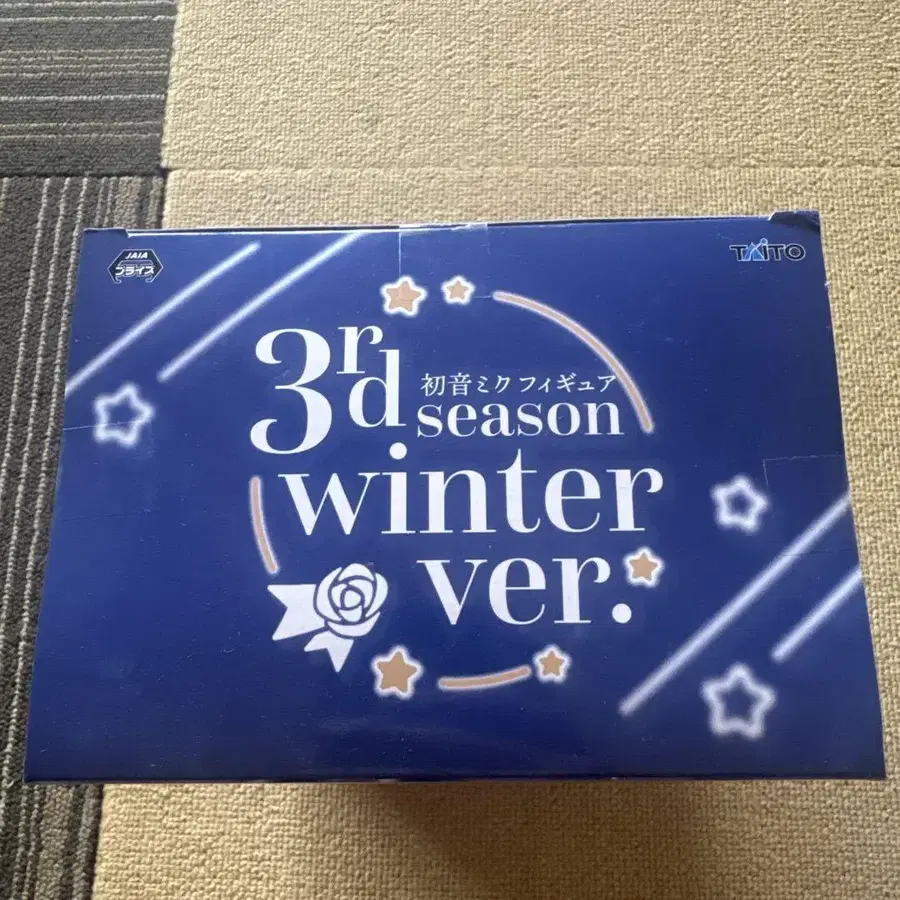 JAIA
プライズ
TAITO
3rd
初音ミク フィギュア
season
winter
ver.